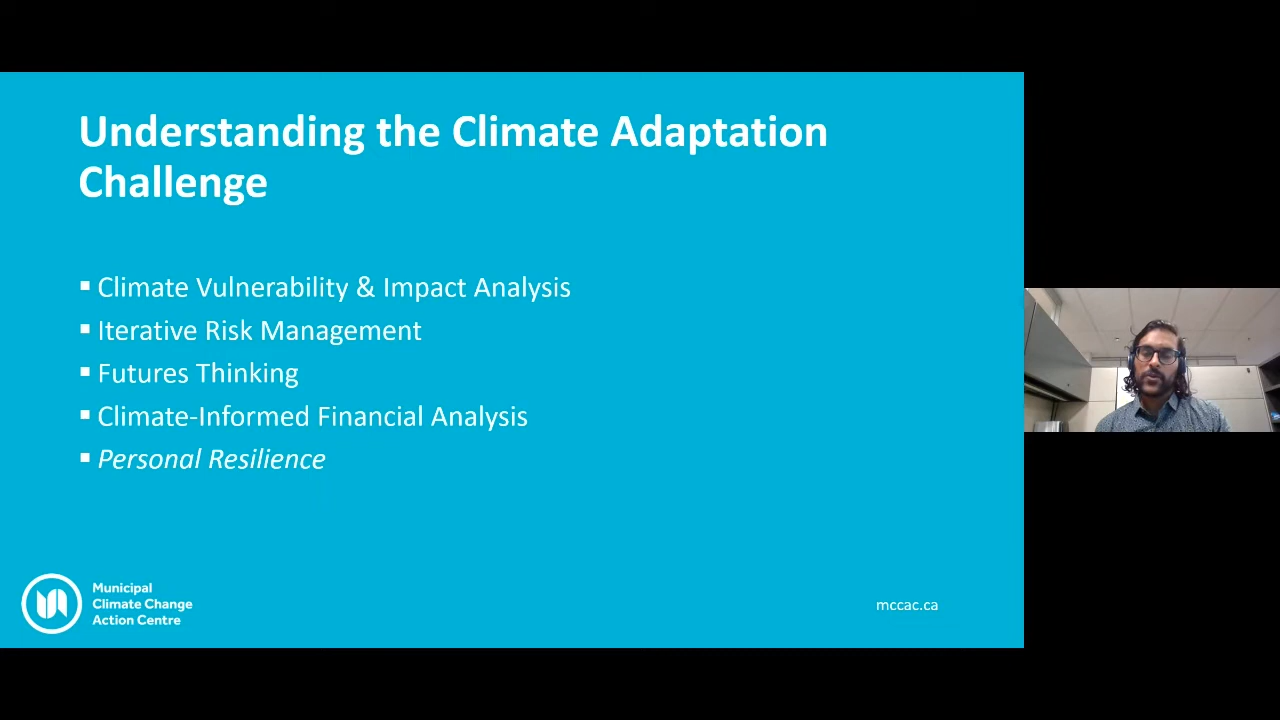 Understanding the Climate Adaptation
Challenge
▪ Climate Vulnerability & Impact Analysis
▪ Iterative Risk Management
▪ Futures Thinking
▪ Climate-Informed Financial Analysis
▪ Personal Resilience
Municipal
Climate Change
Action Centre
mccac.ca